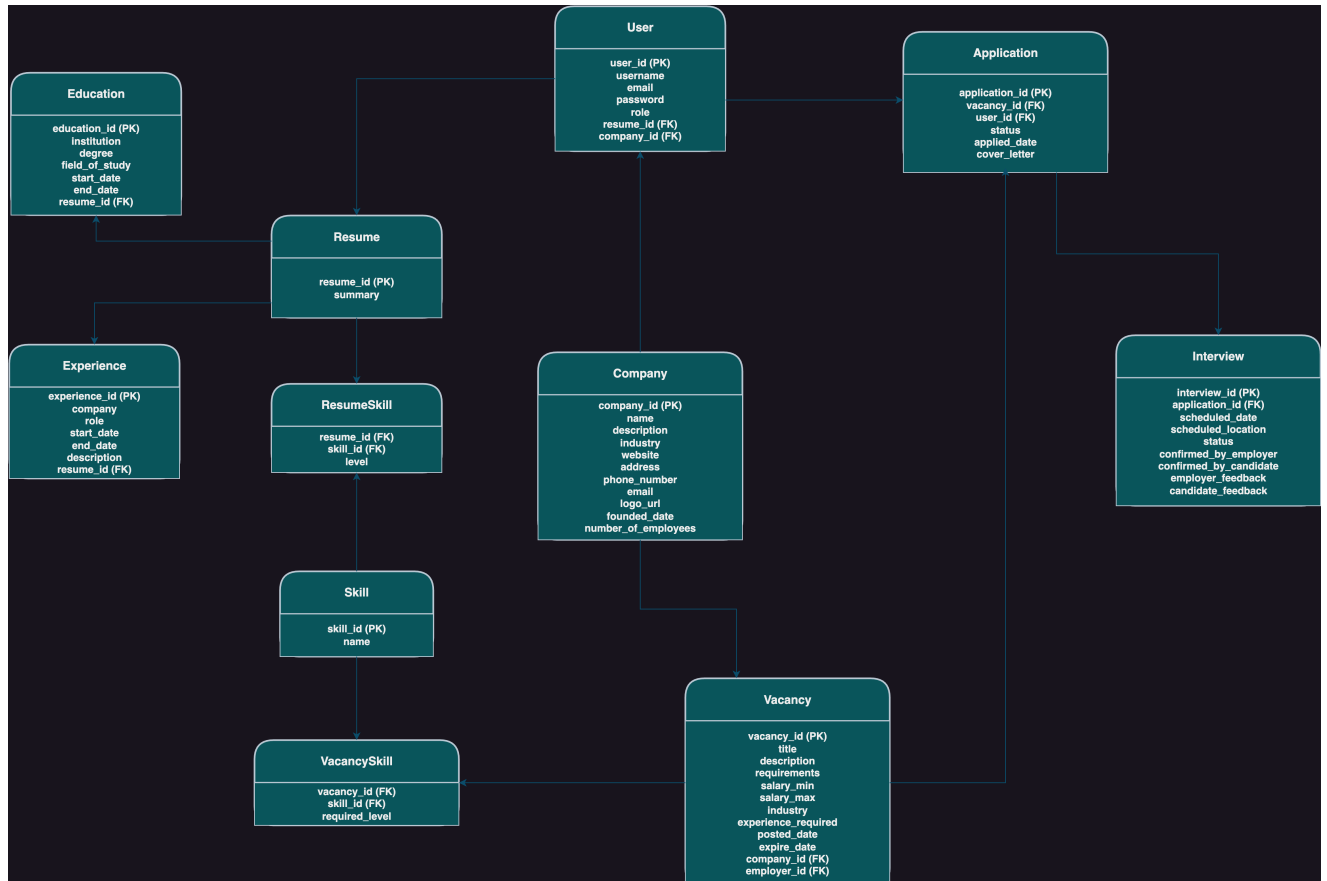 User
user_id (PK)
username
email
password
role
resume_id (FK)
company_id (FK)
Application
application_id (PK)
vacancy_id (FK)
user_id (FK)
status
applied_date
cover_letter
Education
education_id (PK)
institution
degree
field_of_study
start_date
end_date
resume_id (FK)
Resume
resume_id (PK)
summary
Experience
experience_id (PK)
company
role
start_date
end_date
description
resume_id (FK)
ResumeSkill
resume_id (FK)
skill_id (FK)
level
Company
company_id (PK)
name
description
industry
website
address
phone_number
email
logo_url
founded_date
number_of_employees
Interview
interview_id (PK)
application_id (FK)
scheduled_date
scheduled_location
status
confirmed_by_employer
confirmed_by_candidate
employer_feedback
candidate_feedback
Skill
skill_id (PK)
name
VacancySkill
vacancy_id (FK)
skill_id (FK)
required_level
Vacancy
vacancy_id (PK)
title
description
requirements
salary_min
salary_max
industry
experience_required
posted_date
expire_date
company_id (FK)
employer_id (FK)